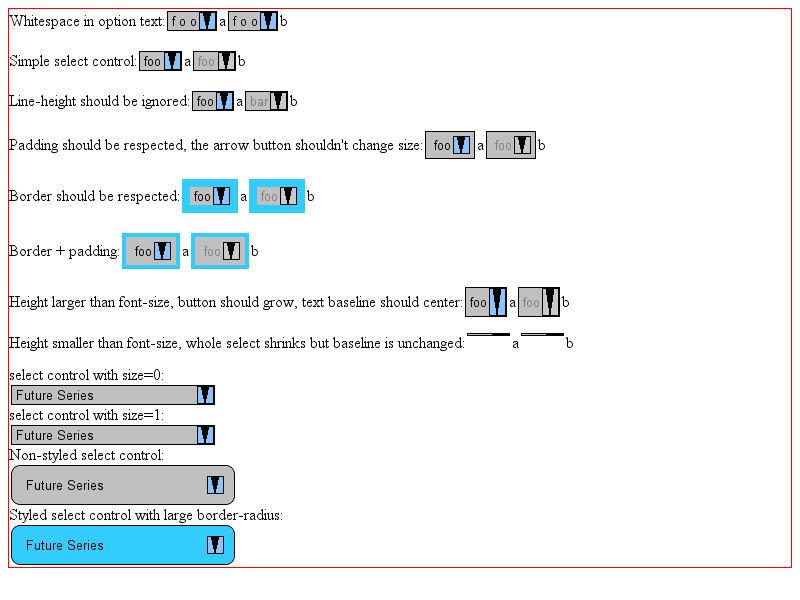 Whitespace in option text: f o o a f o o b
Simple select control: foo a foo b
Line-height should be ignored: foo a bar b
Padding should be respected, the arrow button shouldn't change size: foo a foo b
Border should be respected: foo a foo b
Border + padding: foo a foo b
Height larger than font-size, button should grow, text baseline should center: foo a foo b
Height smaller than font-size, whole select shrinks but baseline is unchanged: a b
select control with size=0:
Future Series
select control with size=1:
Future Series
Non-styled select control:
Future Series
Styled select control with large border-radius:
Future Series